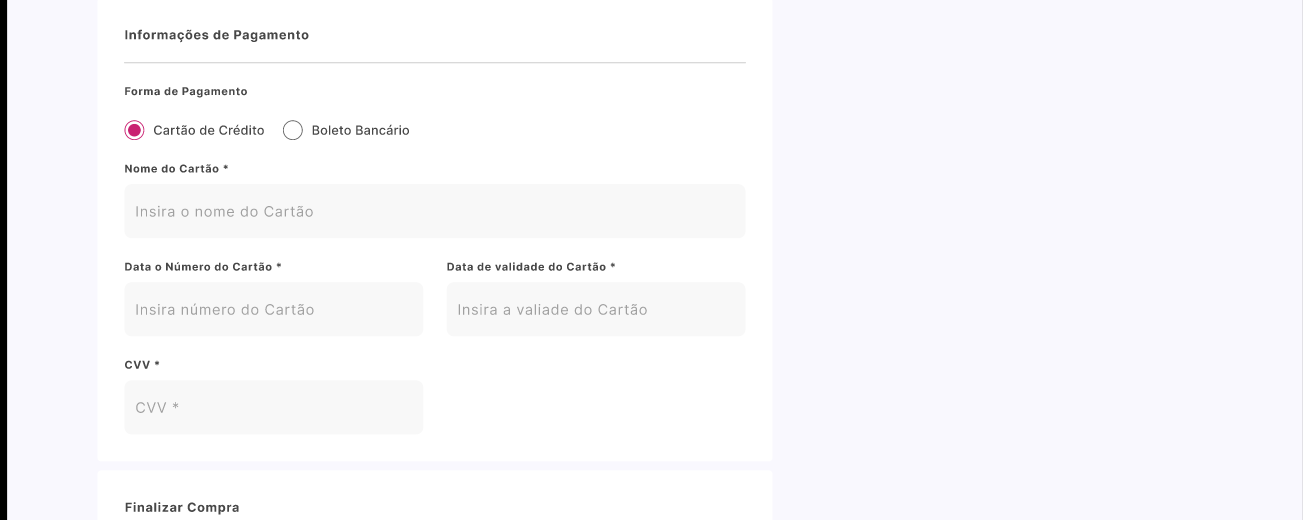 Informações de Pagamento
Forma de Pagamento
Cartão de Crédito Boleto Bancário
Nome do Cartão *
Insira o nome do Cartão
Data o Número do Cartão * Data de validade do Cartão *
Insira número do Cartão Insira a valiade do Cartão
CVV *
CVV *
Finalizar Compra